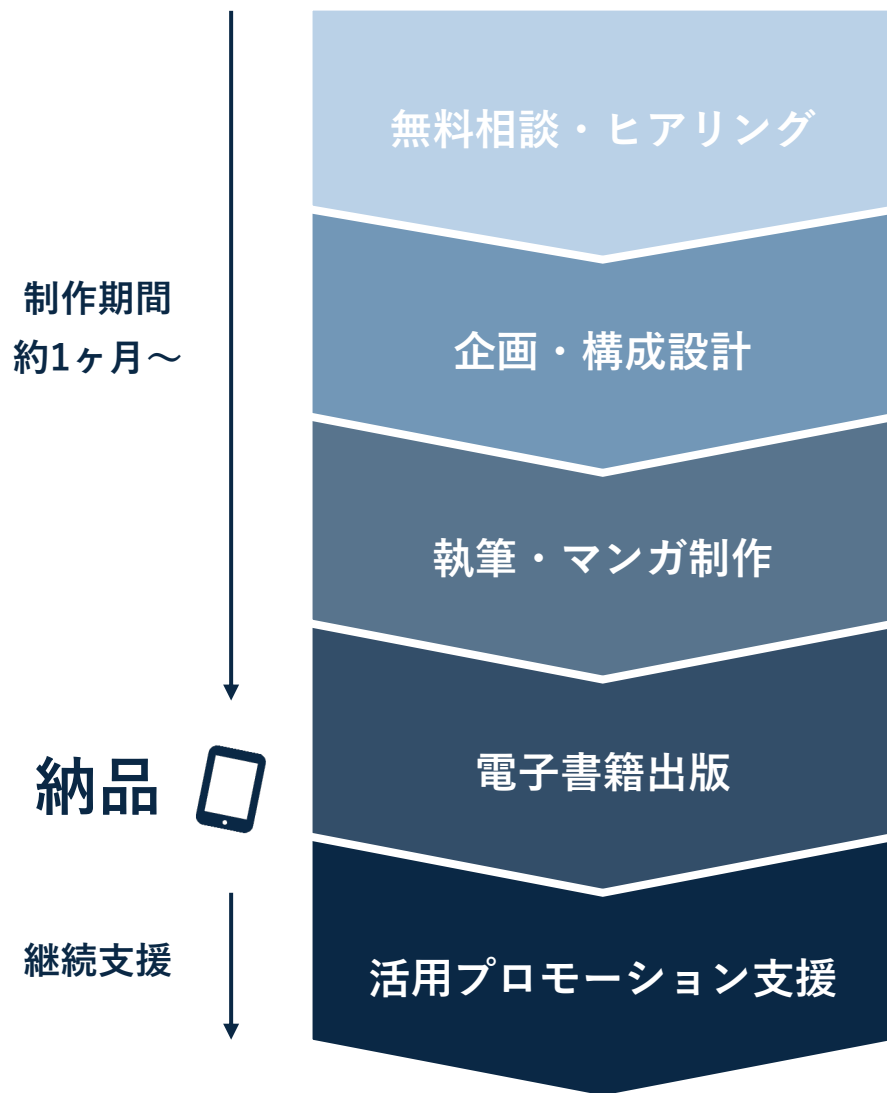 無料相談・ヒアリング
企画・構成設計
執筆・マンガ制作
電子書籍出版
活用プロモーション支援
制作期間
約1ヶ月～
納品
継続支援